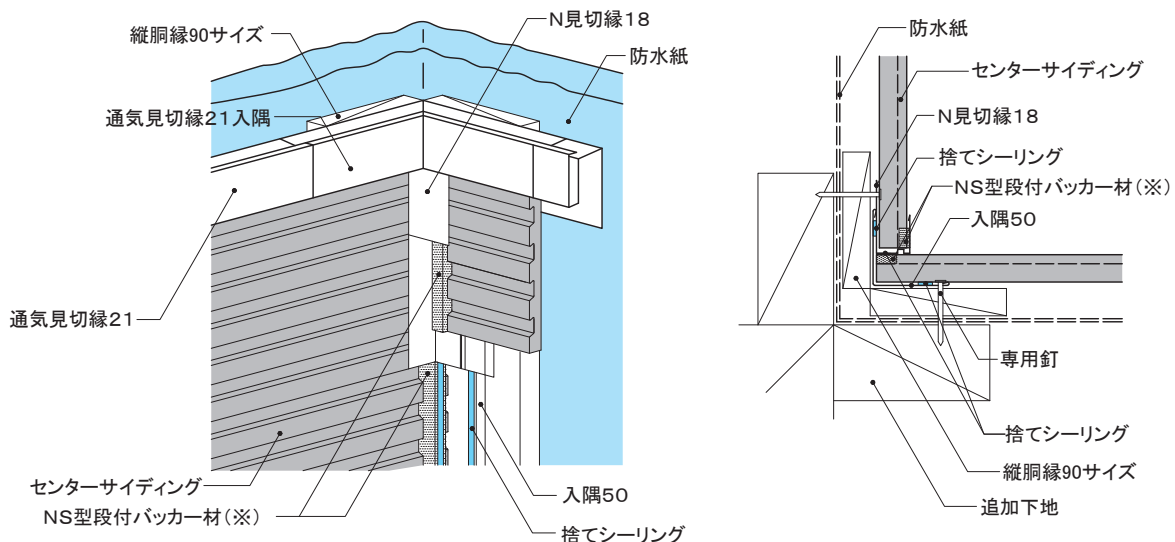 N見切縁18
縦胴縁90サイズ
防水紙
通気見切縁21入隅
通気見切縁21
センターサイディング
NS型段付バッカー材(※)
入隅50
捨てシーリング
防水紙
センターサイディング
N見切縁18
捨てシーリング
NS型段付バッカー材(※)
入隅50
専用釘
捨てシーリング
縦胴縁90サイズ
追加下地